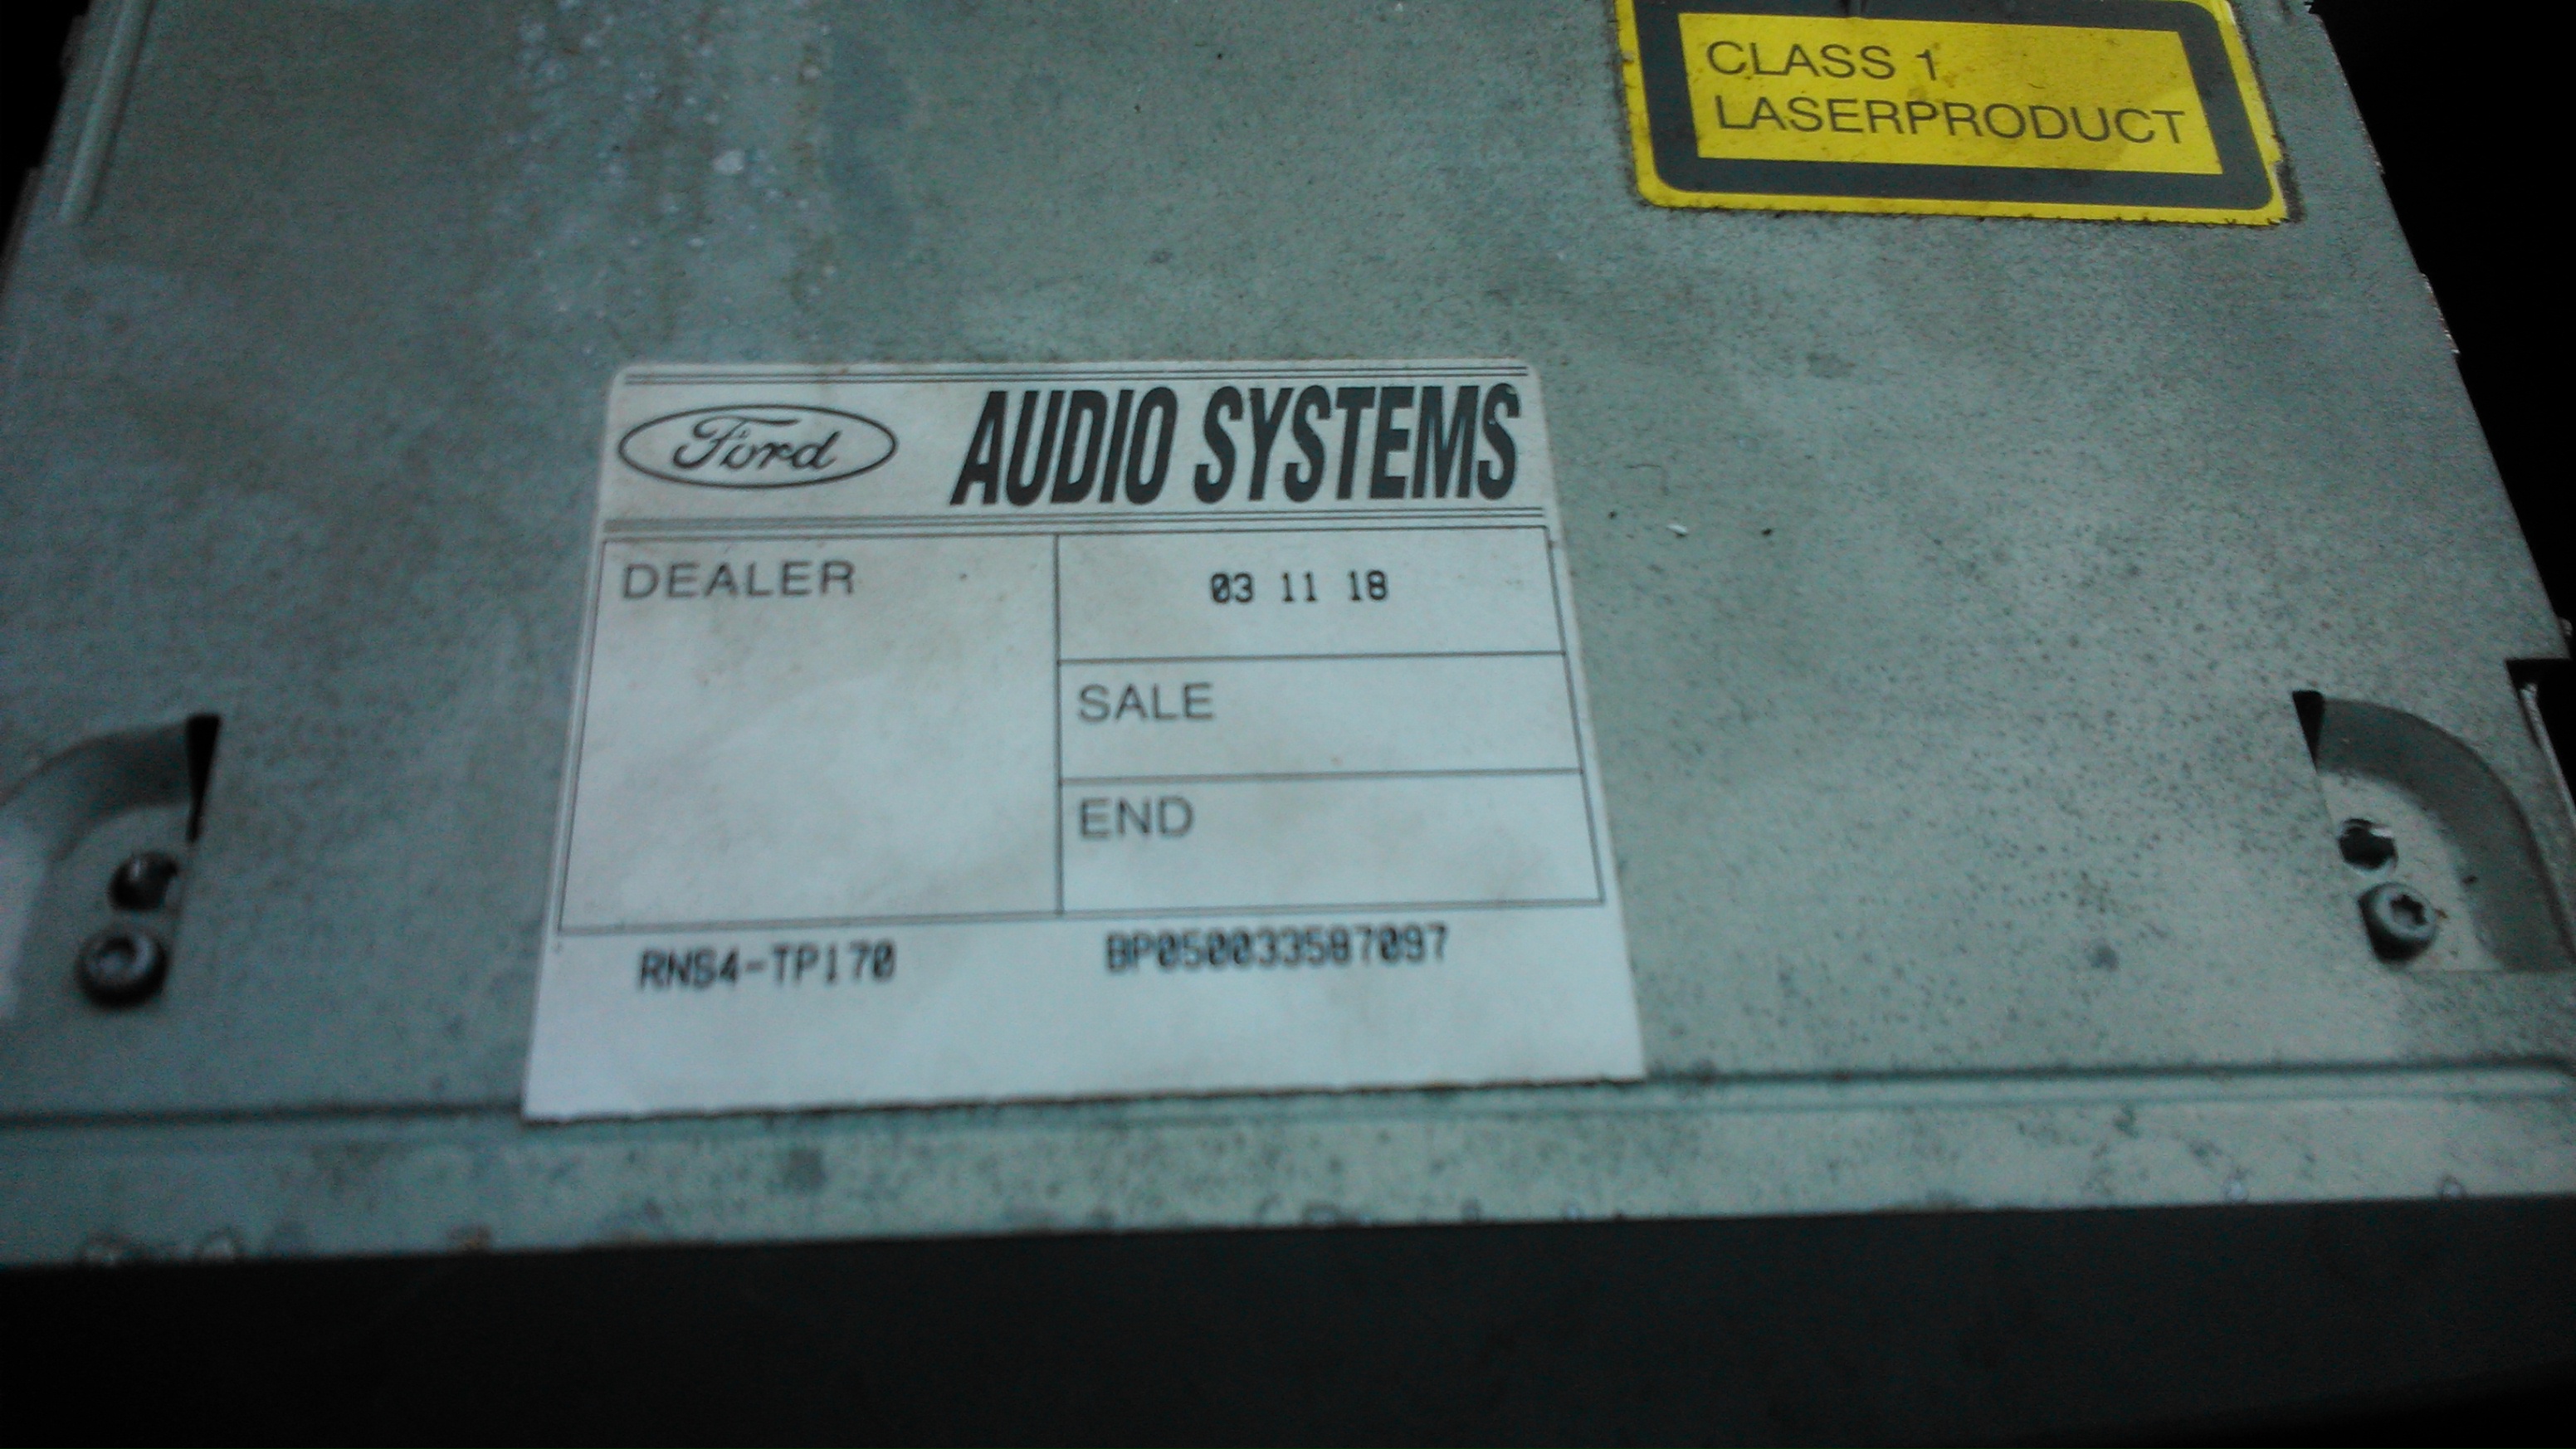 CLASS 1
LASERPRODUCT
Ford AUDIO SYSTEMS
DEALER
03 11 18
SALE
END
RNS4-TP170 BP050033587097